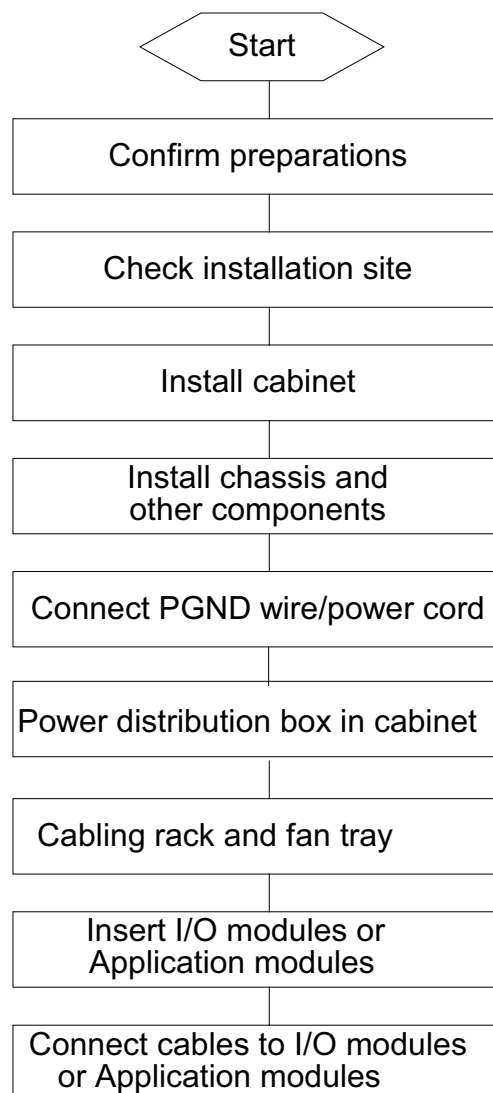 Start
Confirm preparations
Check installation site
Install cabinet
Install chassis and
other components
Connect PGND wire/power cord
Power distribution box in cabinet
Cabling rack and fan tray
Insert I/O modules or
Application modules
Connect cables to I/O modules
or Application modules